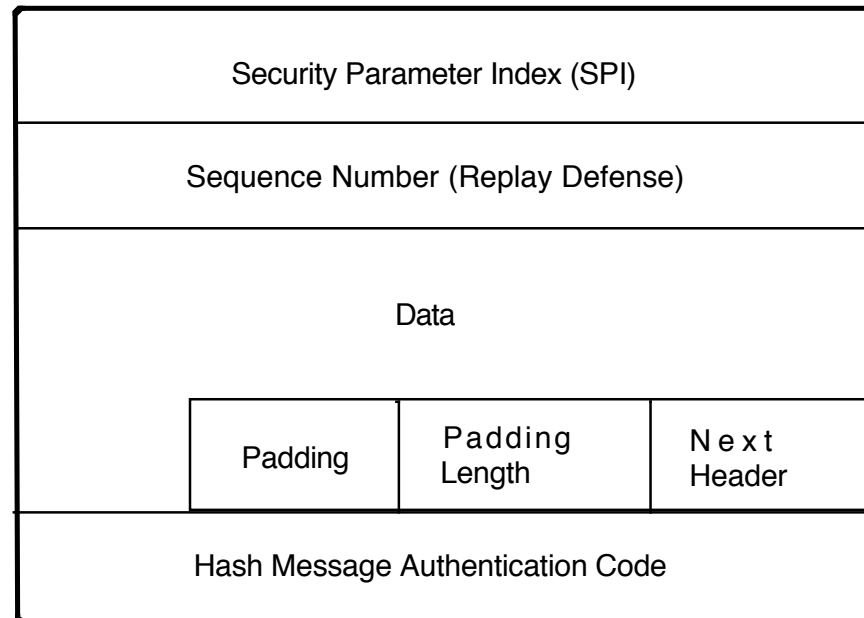 Security Parameter Index (SPI)
Sequence Number (Replay Defense)
Data
Padding
Padding
Length
Next
Header
Hash Message Authentication Code